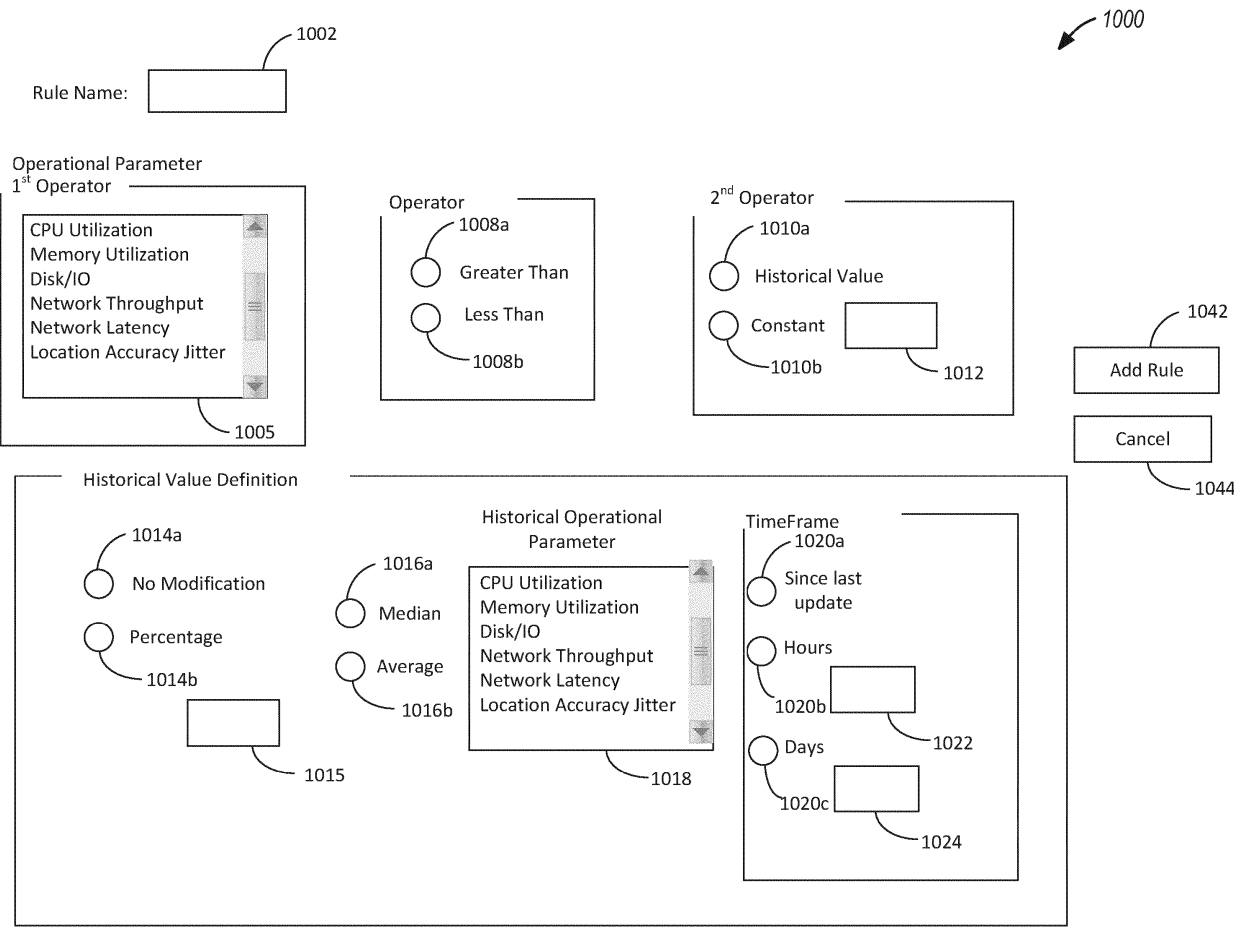 1000
1002
Rule Name:
Operational Parameter
1st Operator
CPU Utilization
Memory Utilization
Disk/IO
Network Throughput
Network Latency
Location Accuracy Jitter
1005
Operator
1008a
Greater Than
Less Than
1008b
2nd Operator
1010a
Historical Value
Constant
1010b
1012
1042
Add Rule
Cancel
1044
Historical Value Definition
1014a
No Modification
Percentage
1014b
1015
1016a
Median
Average
1016b
Historical Operational
Parameter
CPU Utilization
Memory Utilization
Disk/IO
Network Throughput
Network Latency
Location Accuracy Jitter
1018
TimeFrame
1020a
Since last
update
Hours
1020b
1022
Days
1020c
1024